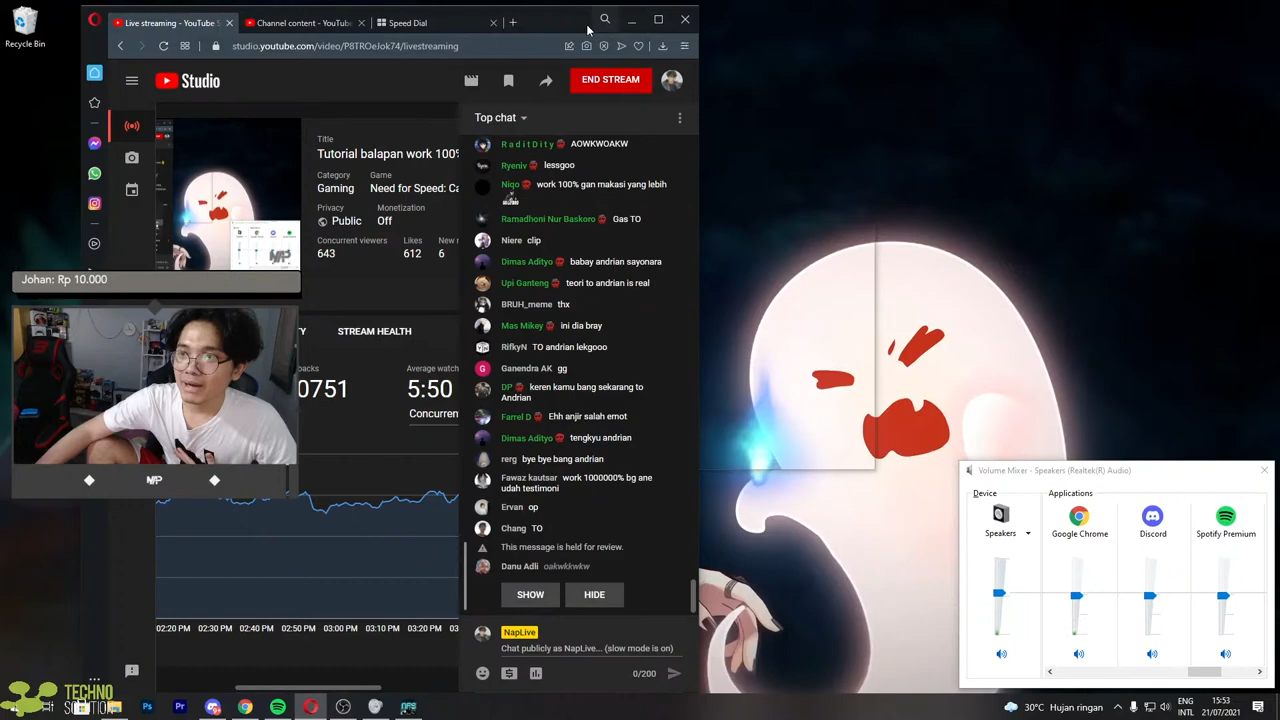 Recycle Bin
Live streaming - YouTube S
Channel content - YouTube
Speed Dial
studio.youtube.com/video/P8TROeJok74/livestreaming
Studio
END STREAM
Title
Tutorial balapan work 100%
Category
Game
Gaming
Need for Speed: Ca
Privacy
Monetization
Public
Off
Concurrent viewers
Likes
New r
643
612
6
Johan: Rp 10.000
STREAM HEALTH
Average watch
0751
5:50
Concurren
02:20 PM
02:30 PM
02:40 PM
02:50 PM
03:00 PM
03:10 PM
03:20 PM
03:
Top chat
R a d i t D i t y AOWKWOAKW
Ryeniv lessgoo
Niqo work 100% gan makasi yang lebih
Ramadhoni Nur Baskoro Gas TO
Niere clip
Dimas Adityo babay andrian sayonara
Upi Ganteng teori to andrian is real
BRUH_meme thx
Mas Mikey ini dia bray
RifkyN TO andrian lekgooo
Ganendra AK gg
DP keren kamu bang sekarang to
Andrian
Farrel D Ehh anjir salah emot
Dimas Adityo tengkyu andrian
rerg bye bye bang andrian
Fawaz kautsar work 1000000% bg ane
udah testimoni
Ervan op
Chang TO
This message is held for review.
Danu Adli oakwkkwkw
SHOW
HIDE
NapLive
Chat publicly as NapLive... (slow mode is on)
0/200
Volume Mixer - Speakers (Realtek(R) Audio)
Device
Applications
Speakers
Google Chrome
Discord
Spotify Premium
TECHNO
SOLUTION
30°C Hujan ringan
ENG
INTL
15:53
21/07/2021